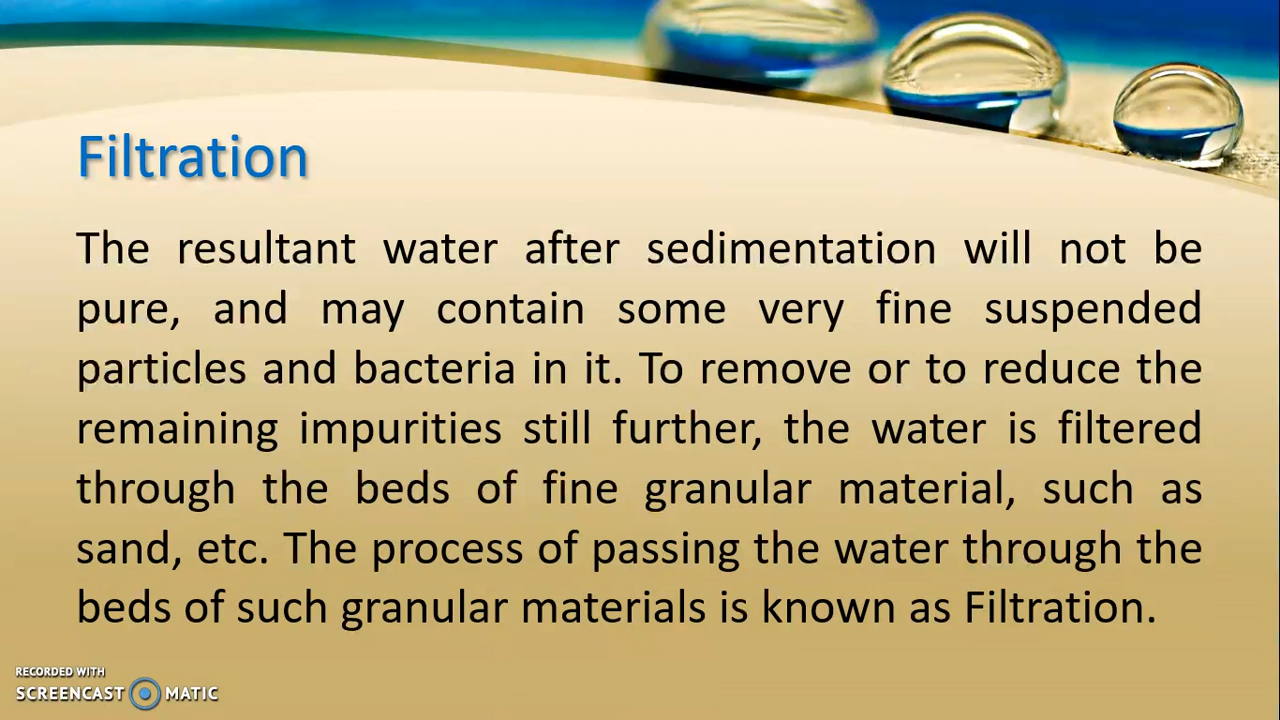 Filtration
The resultant water after sedimentation will not be
pure, and may contain some very fine suspended
particles and bacteria in it. To remove or to reduce the
remaining impurities still further, the water is filtered
through the beds of fine granular material, such as
sand, etc. The process of passing the water through the
beds of such granular materials is known as Filtration.
RECORDED WITH
SCREENCAST MATIC